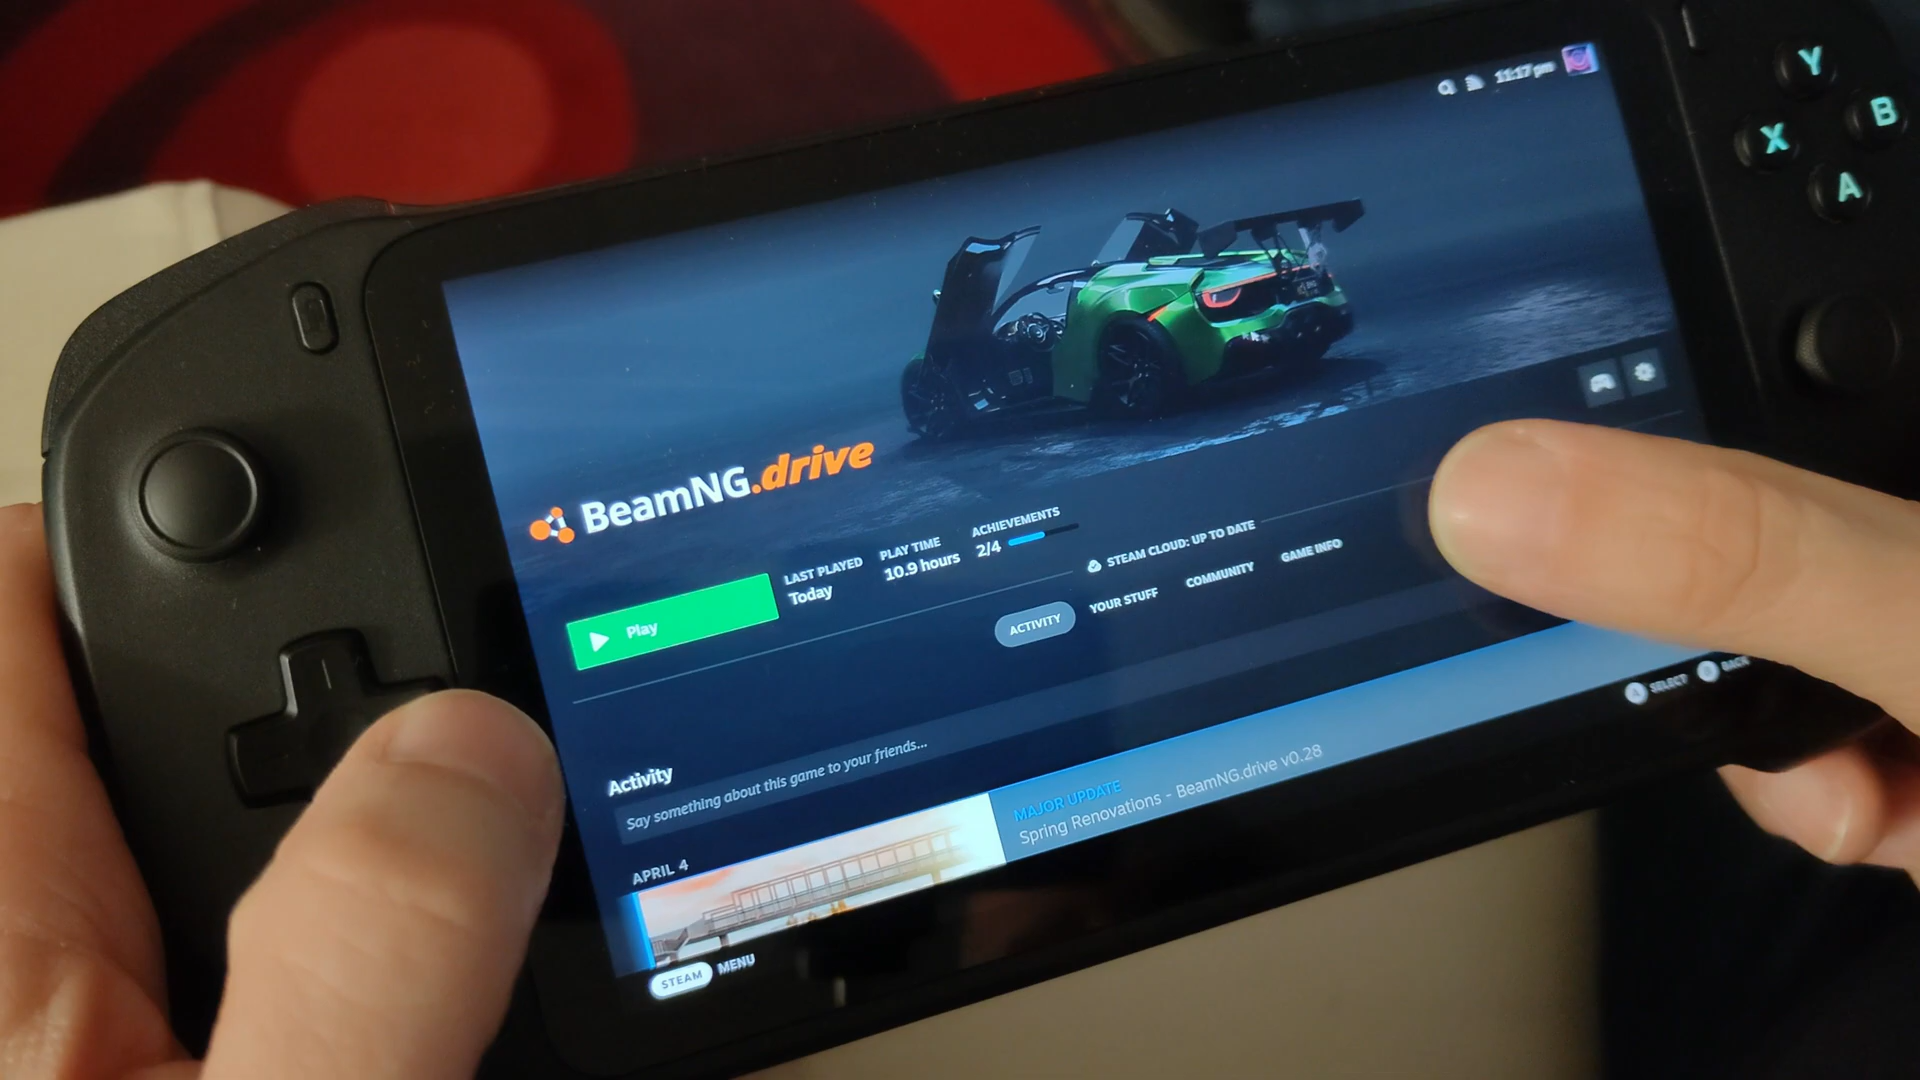 11:17 pm
Y
B
X
A
BeamNG.drive
Play
LAST PLAYED
Today
PLAY TIME
10.9 hours
ACHIEVEMENTS
2/4
STEAM CLOUD: UP TO DATE
ACTIVITY
YOUR STUFF
COMMUNITY
GAME INFO
Activity
Say something about this game to your friends...
APRIL 4
MAJOR UPDATE
Spring Renovations - BeamNG.drive v0.28
STEAM MENU
A SELECT
BACK